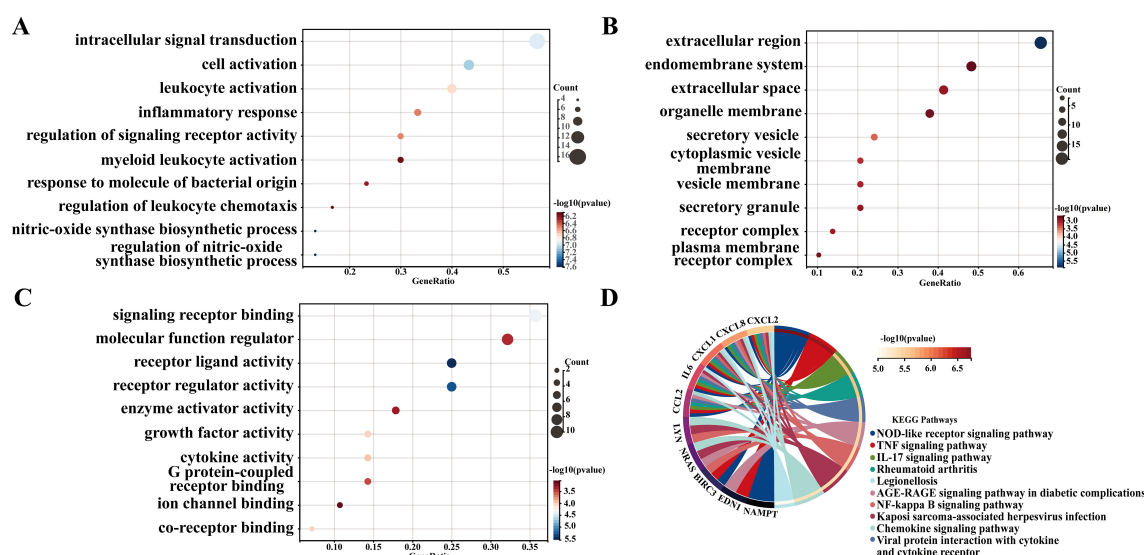 A
intracellular signal transduction
cell activation
leukocyte activation
inflammatory response
regulation of signaling receptor activity
myeloid leukocyte activation
response to molecule of bacterial origin
regulation of leukocyte chemotaxis
nitric-oxide synthase biosynthetic process
regulation of nitric-oxide
synthase biosynthetic process
0.2
0.3
0.4
0.5
GeneRatio
Count
4
6
8
10
12
14
16
-log10(pvalue)
6.2
6.4
6.6
6.8
7.0
7.2
7.4
7.6
B
extracellular region
endomembrane system
extracellular space
organelle membrane
secretory vesicle
cytoplasmic vesicle
membrane
vesicle membrane
secretory granule
receptor complex
plasma membrane
receptor complex
0.1
0.2
0.3
0.4
0.5
0.6
GeneRatio
Count
5
10
15
-log10(pvalue)
3.0
3.5
4.0
4.5
5.0
5.5
C
signaling receptor binding
molecular function regulator
receptor ligand activity
receptor regulator activity
enzyme activator activity
growth factor activity
cytokine activity
G protein-coupled
receptor binding
ion channel binding
co-receptor binding
0.10
0.15
0.20
0.25
0.30
0.35
GeneRatio
Count
2
4
6
8
10
-log10(pvalue)
3.5
4.0
4.5
5.0
5.5
D
CXCL2
CXCL8
CXCL1
IL6
CCL2
LYN
NRAS
BIRC3
EDN1
NAMPT
-log10(pvalue)
5.0
5.5
6.0
6.5
KEGG Pathways
NOD-like receptor signaling pathway
TNF signaling pathway
IL-17 signaling pathway
Rheumatoid arthritis
Legionellosis
AGE-RAGE signaling pathway in diabetic complications
NF-kappa B signaling pathway
Kaposi sarcoma-associated herpesvirus infection
Chemokine signaling pathway
Viral protein interaction with cytokine
and cytokine receptor